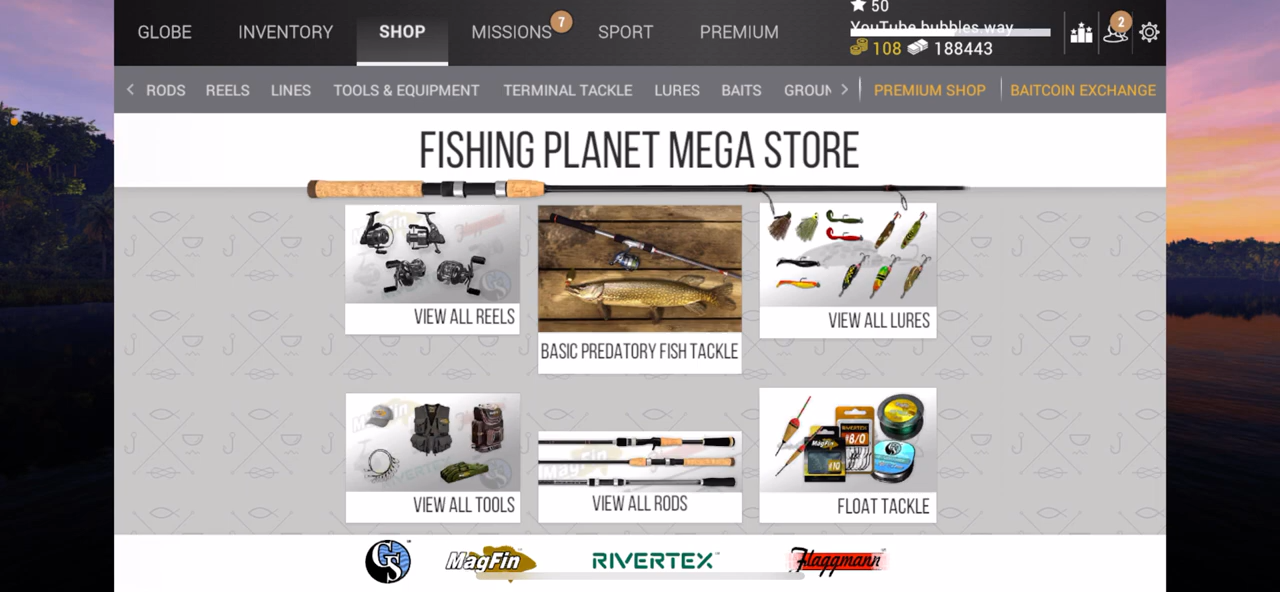 GLOBE INVENTORY SHOP MISSIONS 7 SPORT PREMIUM
50
YouTube.bubbles.way
108 188443
2
RODS REELS LINES TOOLS & EQUIPMENT TERMINAL TACKLE LURES BAITS GROUN PREMIUM SHOP BAITCOIN EXCHANGE
FISHING PLANET MEGA STORE
VIEW ALL REELS
BASIC PREDATORY FISH TACKLE
VIEW ALL LURES
VIEW ALL TOOLS
VIEW ALL RODS
FLOAT TACKLE
GS MagFin RIVERTEX Flaggmann